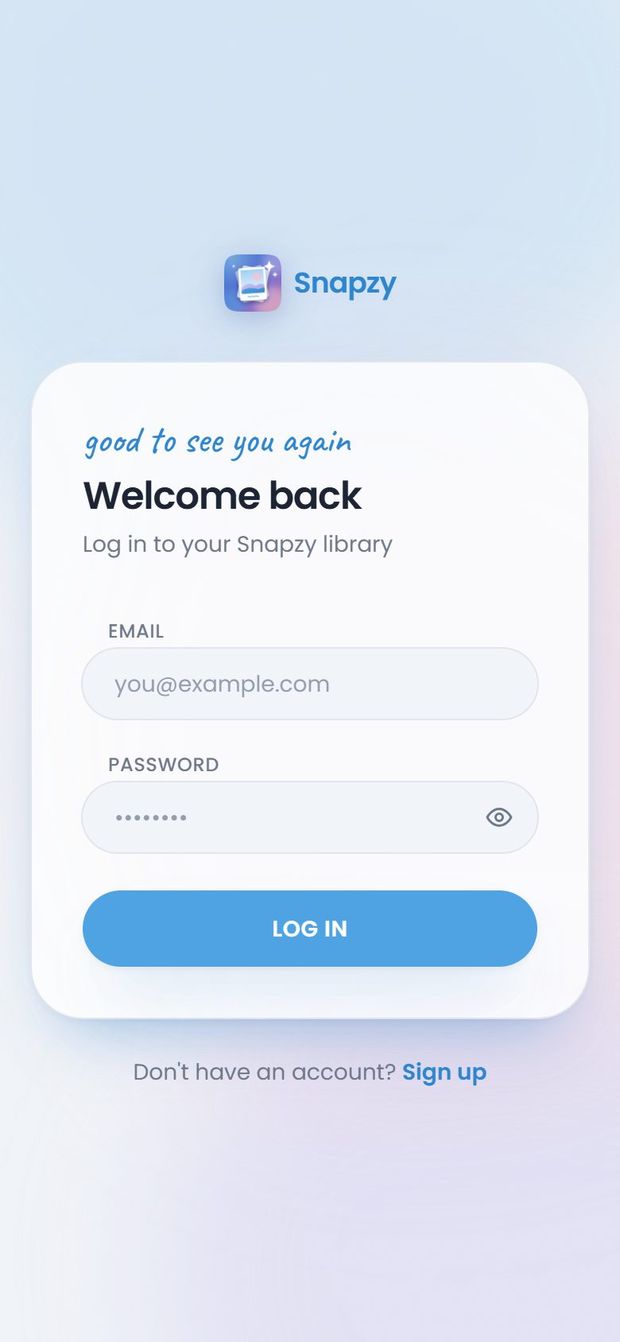 Snapzy
good to see you again
Welcome back
Log in to your Snapzy library
EMAIL
you@example.com
PASSWORD
••••••••
LOG IN
Don't have an account? Sign up